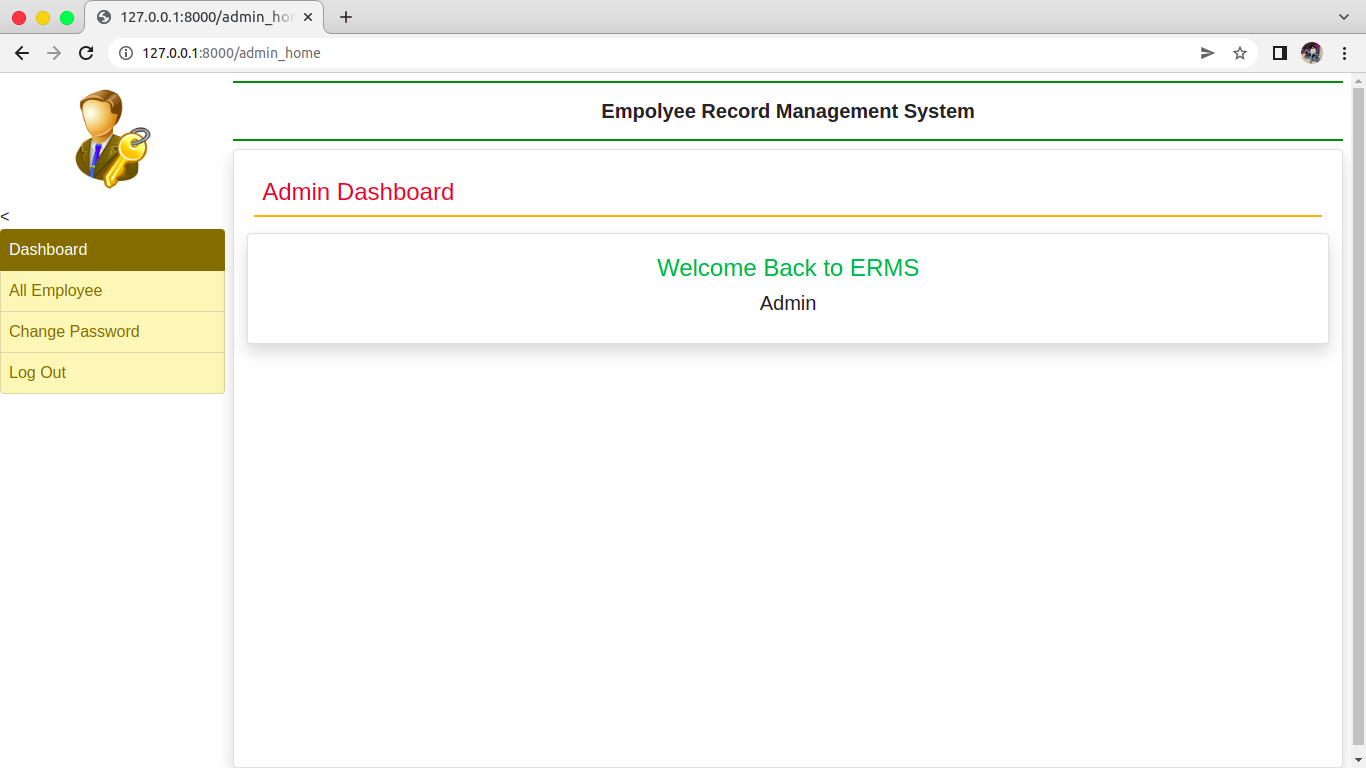 127.0.0.1:8000/admin_hor
127.0.0.1:8000/admin_home
<
Dashboard
All Employee
Change Password
Log Out
Empolyee Record Management System
Admin Dashboard
Welcome Back to ERMS
Admin